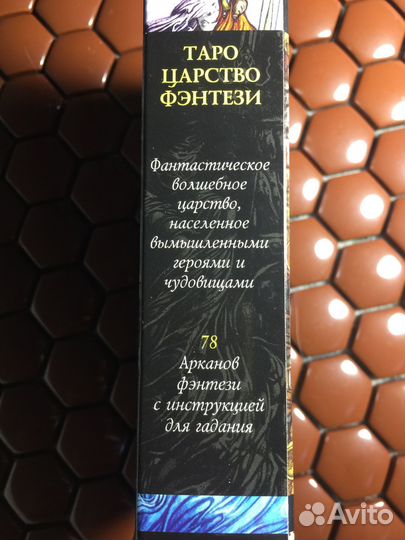 ТАРО
ЦАРСТВО
ФЭНТЕЗИ
Фантастическое
волшебное
царство,
населенное
вымышленными
героями и
чудовищами
78
Арканов
фэнтези
с инструкцией
для гадания
Avito